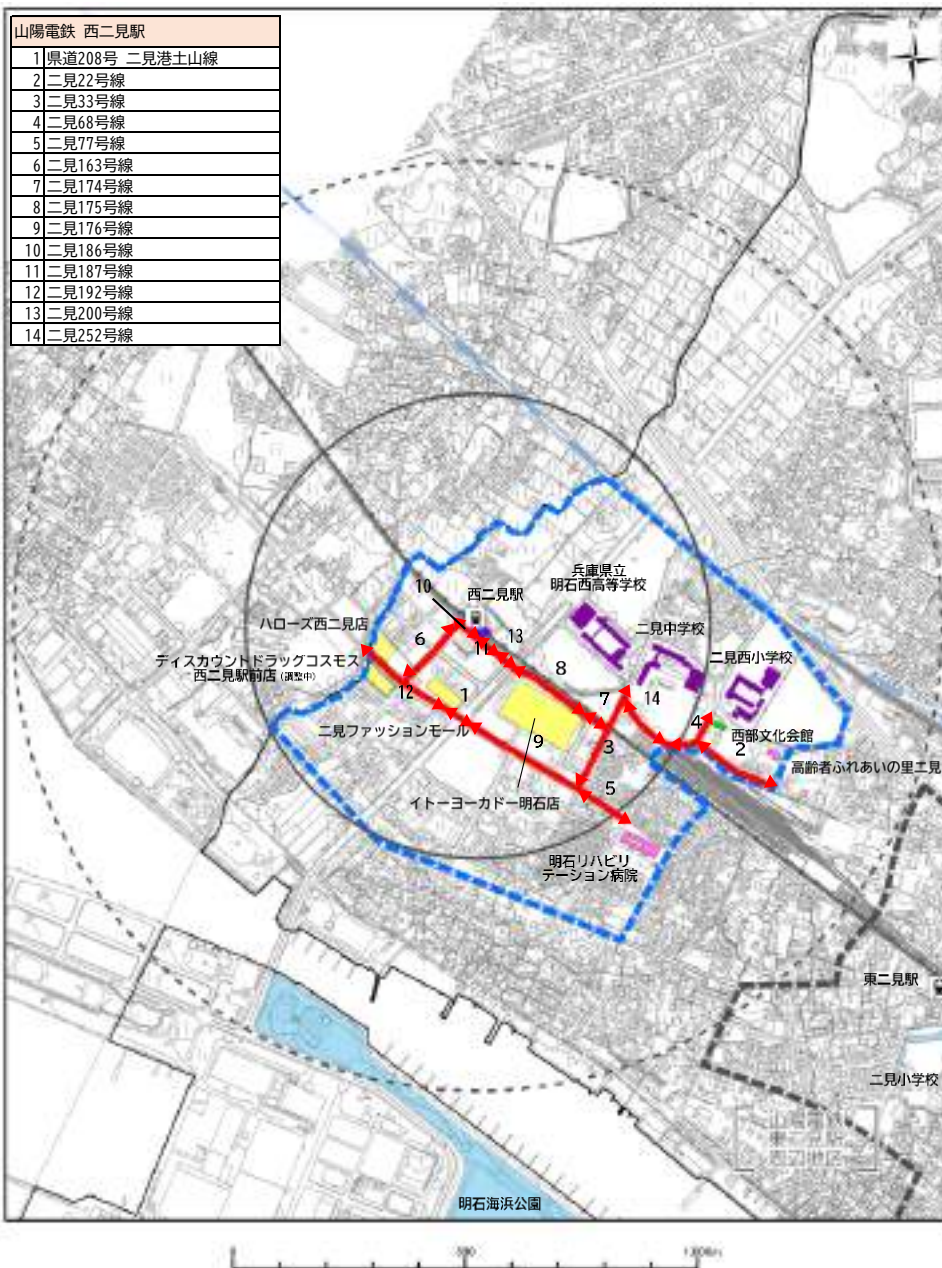 山陽電鉄 西二見駅
1 県道208号 二見港土山線
2 二見22号線
3 二見33号線
4 二見68号線
5 二見77号線
6 二見163号線
7 二見174号線
8 二見175号線
9 二見176号線
10 二見186号線
11 二見187号線
12 二見192号線
13 二見200号線
14 二見252号線
兵庫県立
明石西高等学校
10
西二見駅
ハローズ西二見店
6
11
13
二見中学校
ディスカウントドラッグコスモス
西二見駅前店(調整中)
二見西小学校
8
12
1
7
14
4
西部文化会館
二見ファッションモール
9
3
2
高齢者ふれあいの里二見
イトーヨーカドー明石店
5
明石リハビリ
テーション病院
東二見駅
二見小学校
明石海浜公園